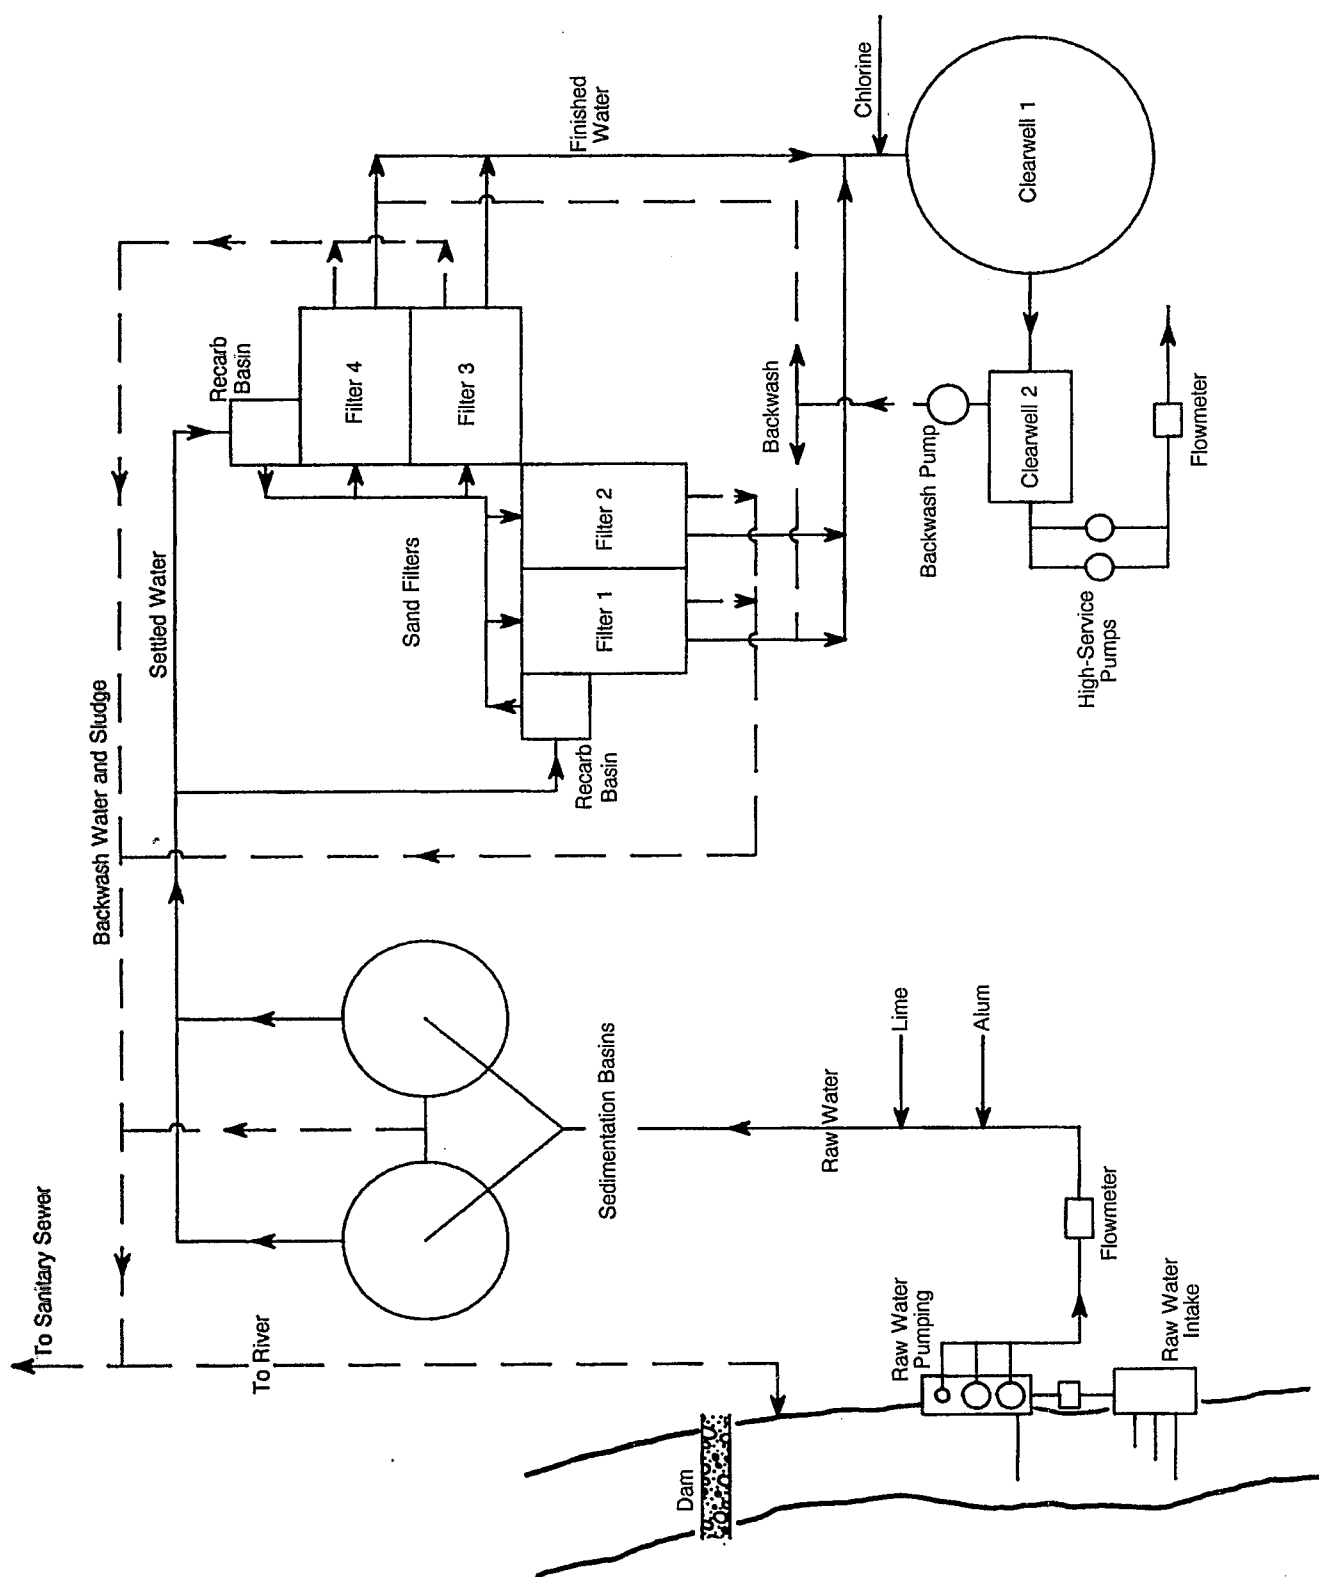 To Sanitary Sewer
To River
Backwash Water and Sludge
Settled Water
Recarb
Basin
Filter 4
Filter 3
Finished
Water
Sand Filters
Filter 1
Filter 2
Recarb
Basin
Backwash
Chlorine
Clearwell 1
Backwash Pump
Clearwell 2
High-Service
Pumps
Flowmeter
Sedimentation Basins
Raw Water
Lime
Alum
Flowmeter
Raw Water
Pumping
Raw Water
Intake
Dam